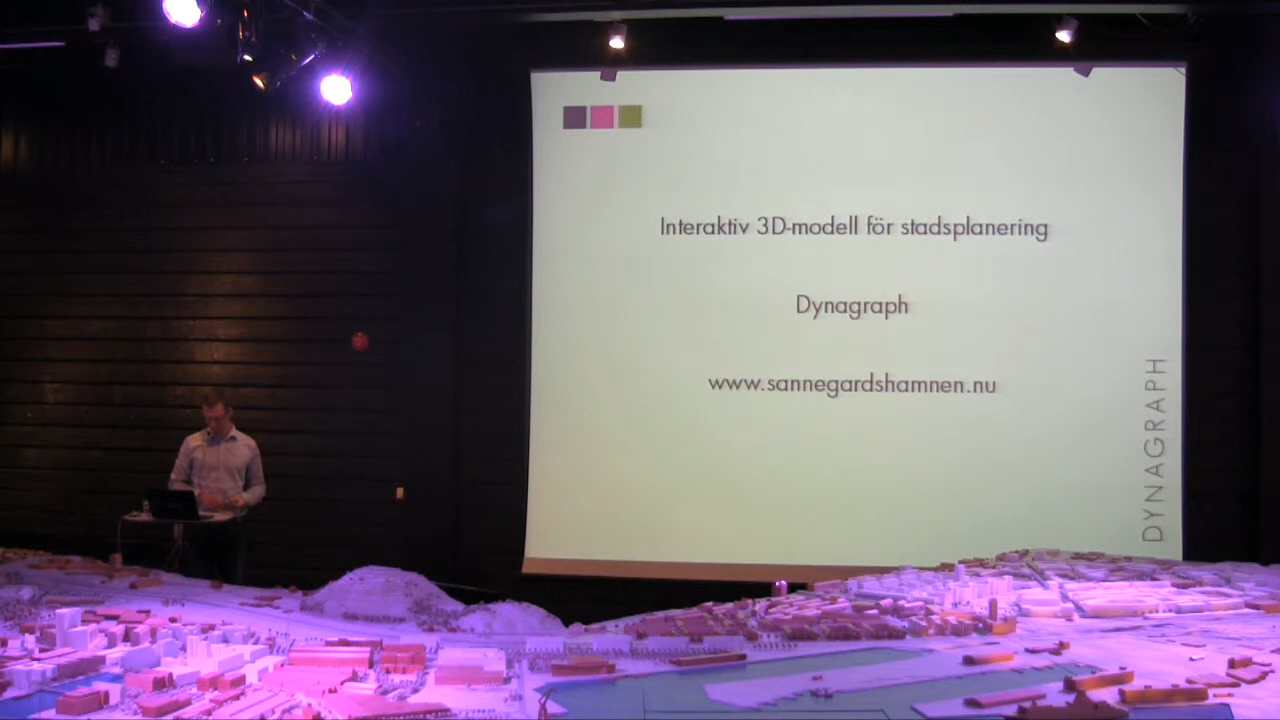 Interaktiv 3D-modell för stadsplanering
Dynagraph
www.sannegardshamnen.nu
DYNAGRAPH